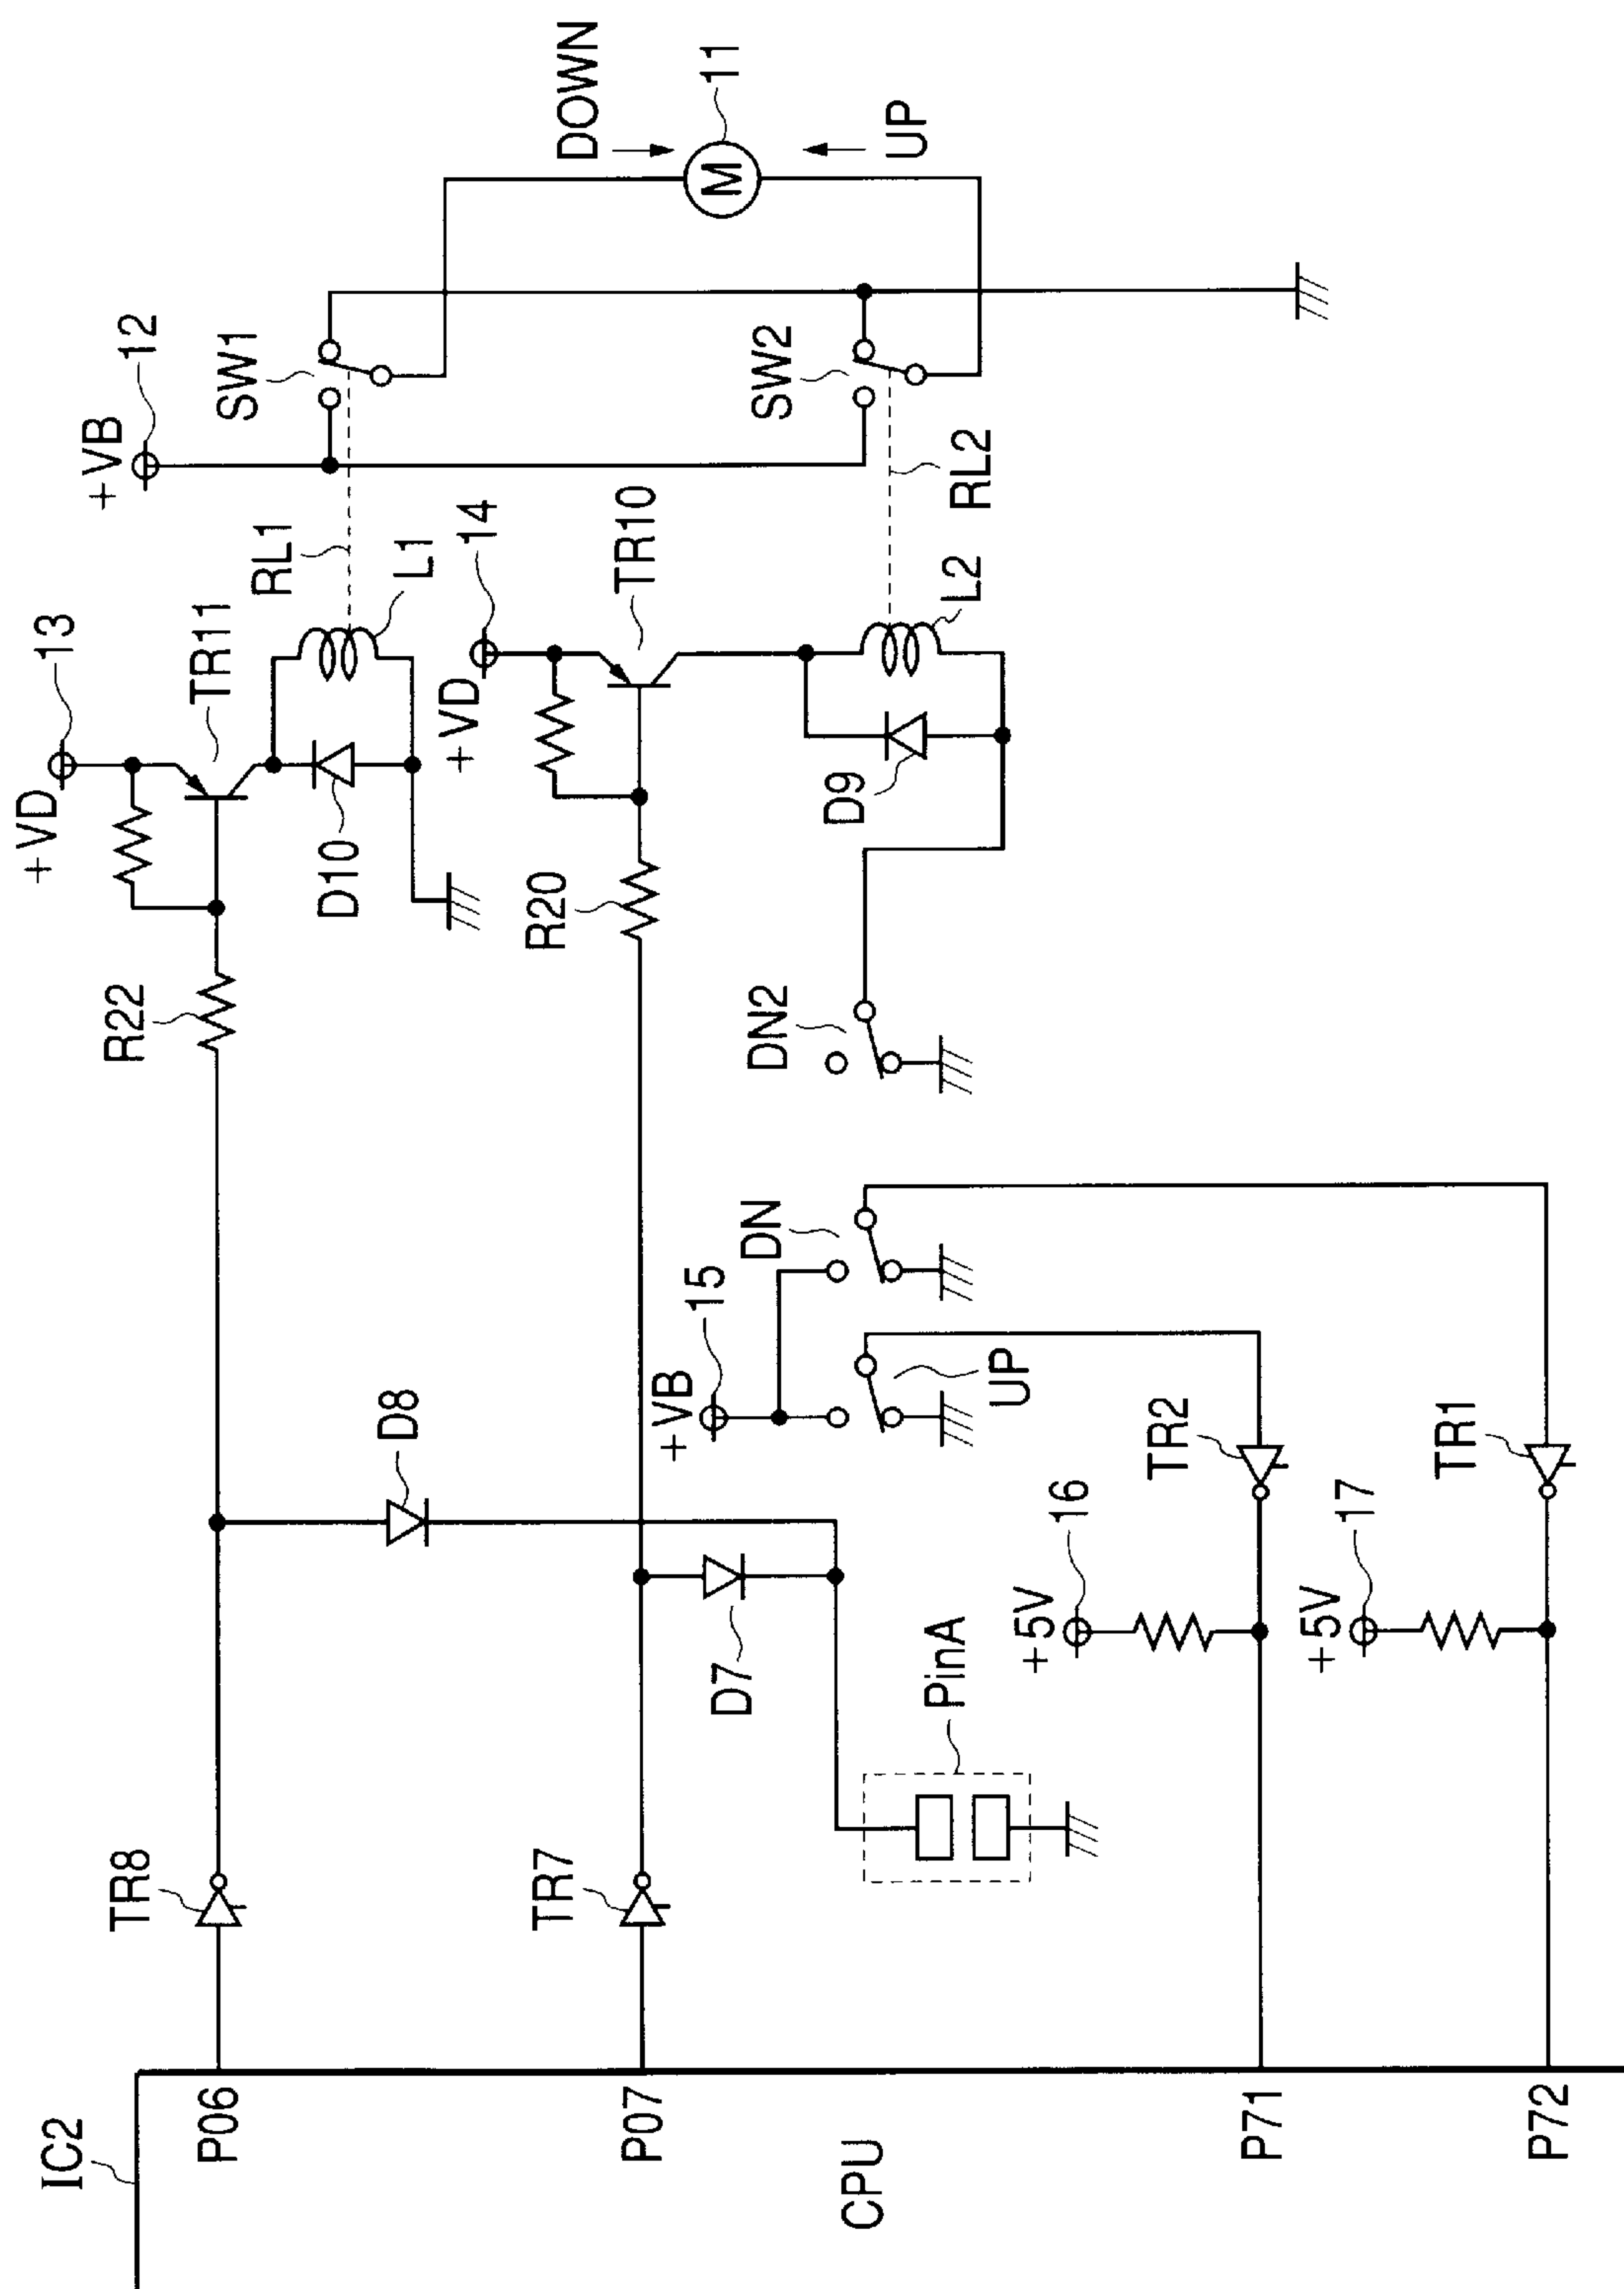 IC2
P06
P07
CPU
P71
P72
TR8
TR7
PinA
D7
D8
+5V
16
+5V
17
TR2
TR1
+VB
15
UP
DN
DN2
R22
R20
+VD
13
TR11
D10
RL1
L1
+VD
14
TR10
D9
L2
RL2
+VB
12
SW1
SW2
DOWN
M
11
UP